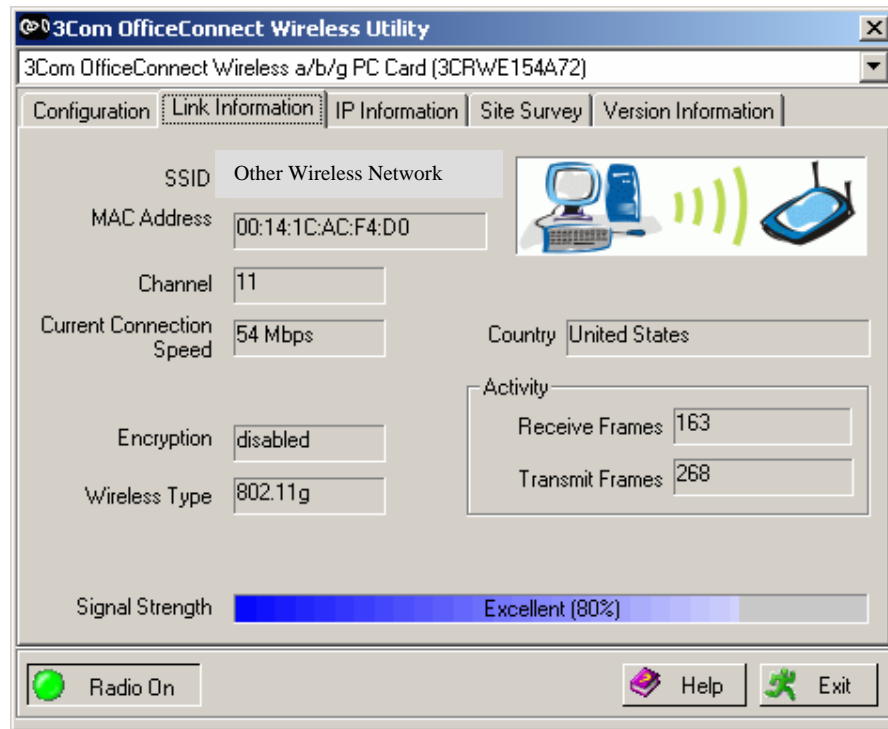 3Com OfficeConnect Wireless Utility
3Com OfficeConnect Wireless a/b/g PC Card (3CRWE154A72)
Configuration Link Information IP Information Site Survey Version Information
SSID Other Wireless Network
MAC Address 00:14:1C:AC:F4:D0
Channel 11
Current Connection Speed 54 Mbps
Country United States
Activity
Receive Frames 163
Transmit Frames 268
Encryption disabled
Wireless Type 802.11g
Signal Strength Excellent (80%)
Radio On Help Exit